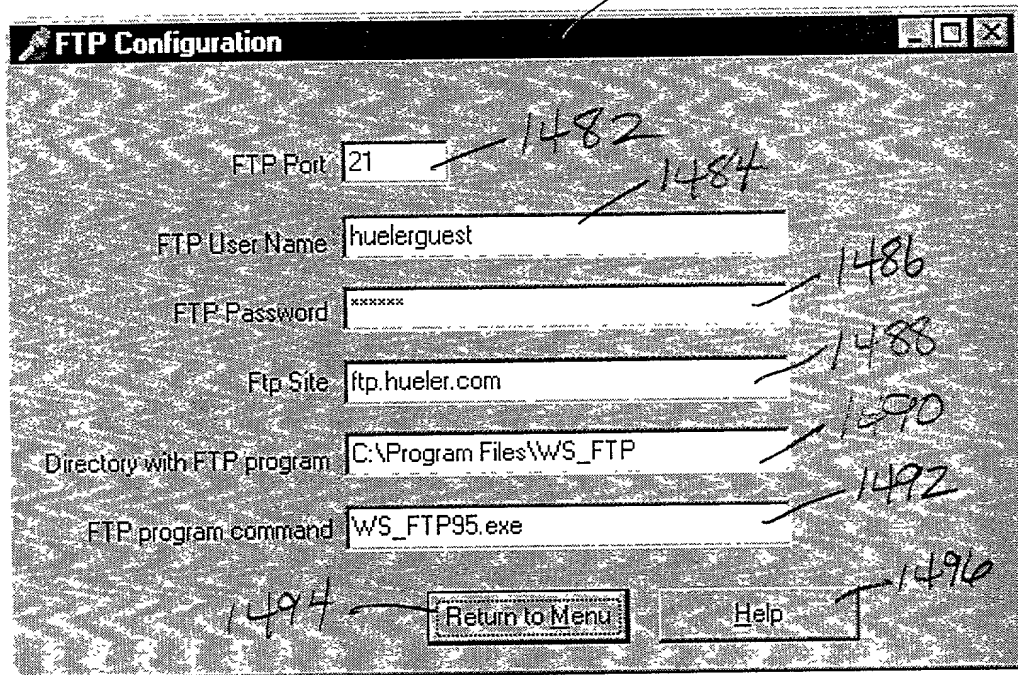 FTP Configuration
FTP Port 21 1482
1484
FTP User Name huelerguest
1486
FTP Password ******
1488
Ftp Site ftp.hueler.com
1490
Directory with FTP program C:\Program Files\WS_FTP
1492
FTP program command WS_FTP95.exe
1496
1494 Return to Menu Help